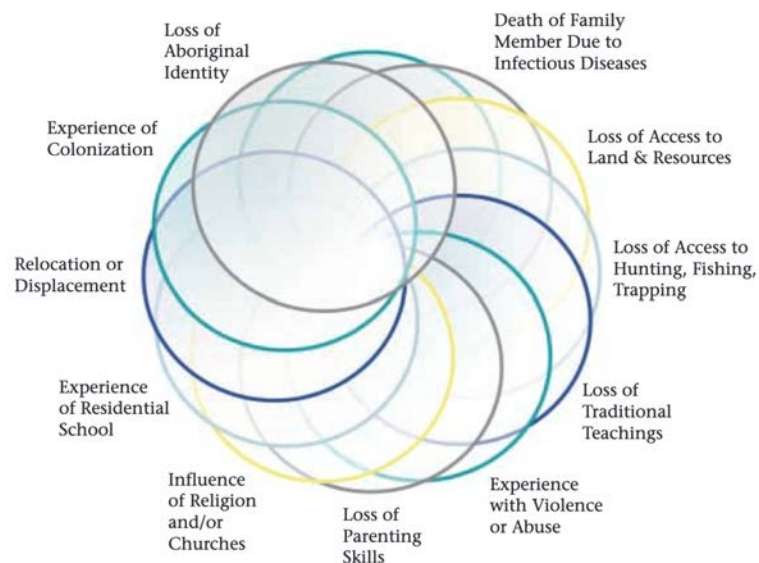 Loss of
Aboriginal
Identity
Death of Family
Member Due to
Infectious Diseases
Loss of Access to
Land & Resources
Loss of Access to
Hunting, Fishing,
Trapping
Loss of
Traditional
Teachings
Experience
with Violence
or Abuse
Loss of
Parenting
Skills
Influence
of Religion
and/or
Churches
Experience
of Residential
School
Relocation or
Displacement
Experience of
Colonization